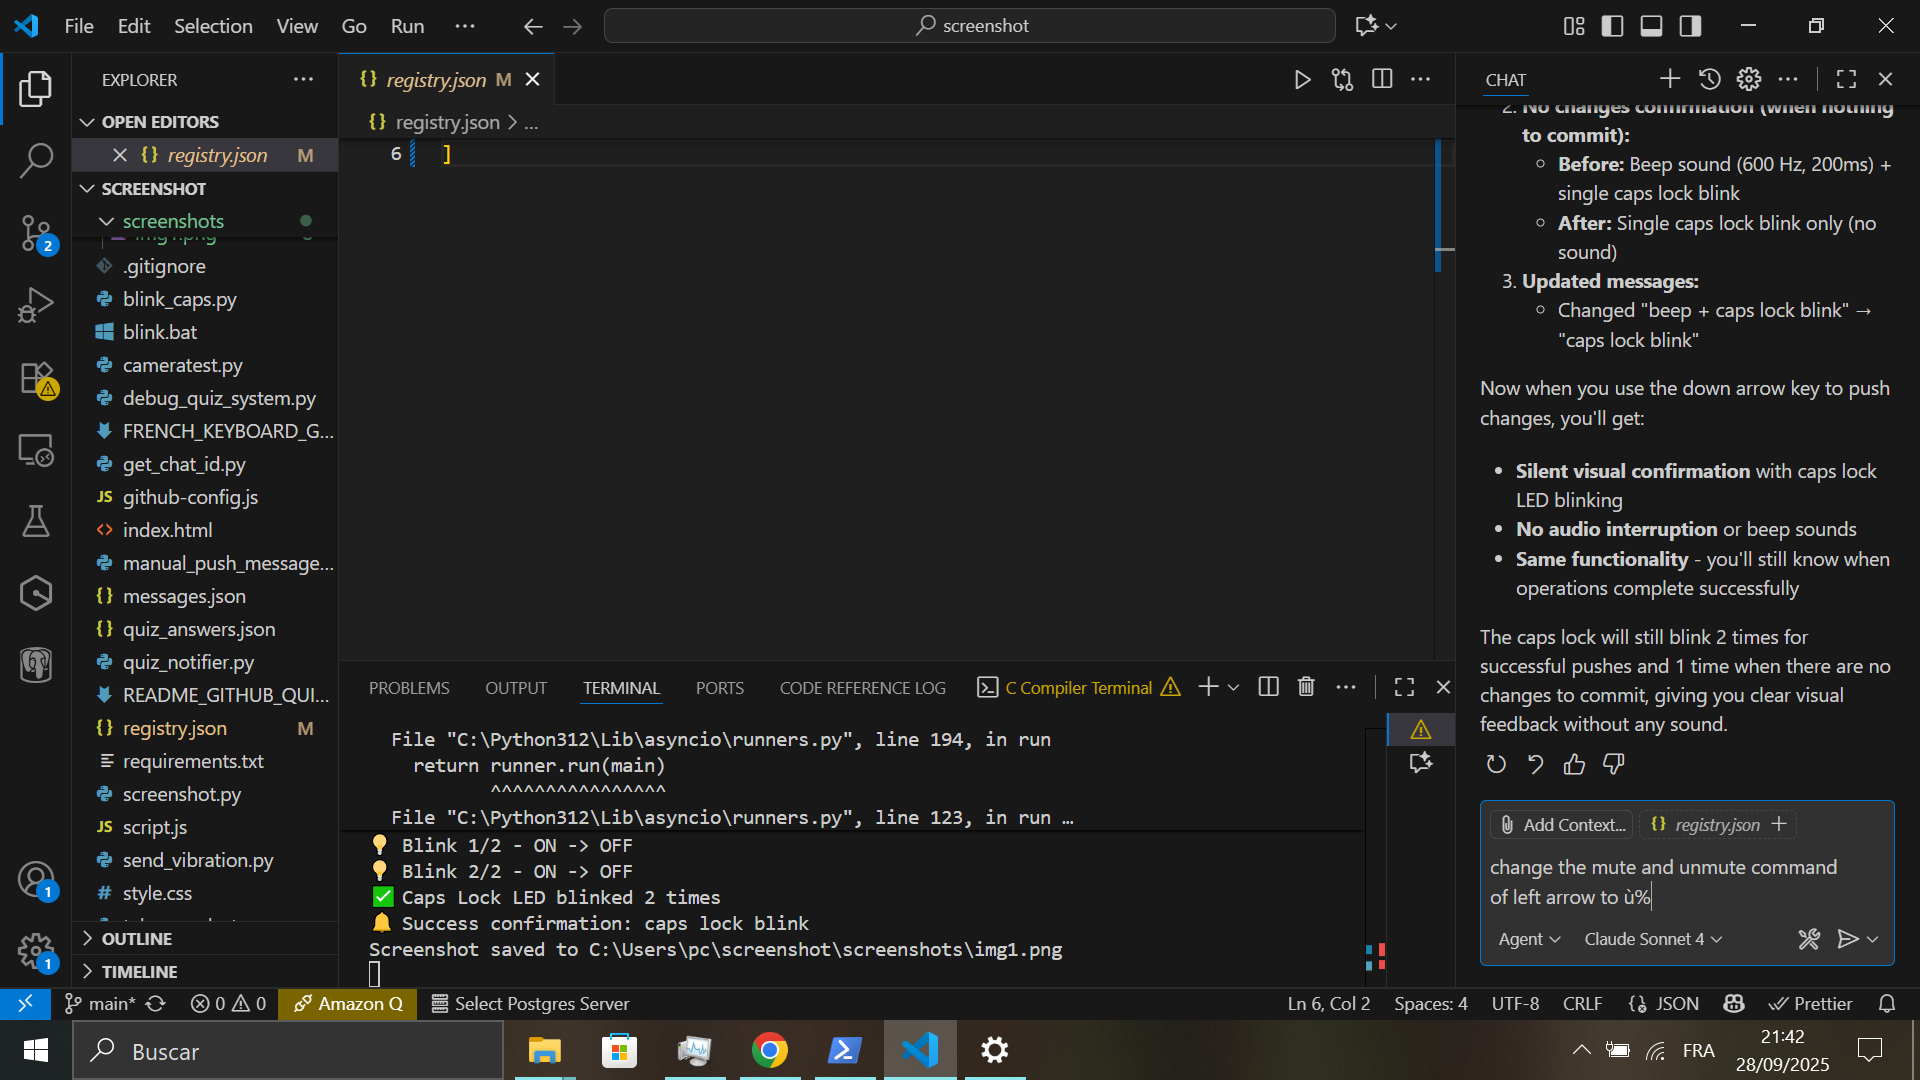 File Edit Selection View Go Run ···
screenshot
EXPLORER
OPEN EDITORS
registry.json M
SCREENSHOT
screenshots
img1.png
.gitignore
blink_caps.py
blink.bat
cameratest.py
debug_quiz_system.py
FRENCH_KEYBOARD_G...
get_chat_id.py
github-config.js
index.html
manual_push_message...
messages.json
quiz_answers.json
quiz_notifier.py
README_GITHUB_QUI...
registry.json M
requirements.txt
screenshot.py
script.js
send_vibration.py
style.css
OUTLINE
TIMELINE
2
1
1
registry.json M
registry.json > ...
6 ]
PROBLEMS OUTPUT TERMINAL PORTS CODE REFERENCE LOG C Compiler Terminal
File "C:\Python312\Lib\asyncio\runners.py", line 194, in run
return runner.run(main)
^^^^^^^^^^^^^^^^
File "C:\Python312\Lib\asyncio\runners.py", line 123, in run …
💡 Blink 1/2 - ON -> OFF
💡 Blink 2/2 - ON -> OFF
✅ Caps Lock LED blinked 2 times
🔔 Success confirmation: caps lock blink
Screenshot saved to C:\Users\pc\screenshot\screenshots\img1.png
CHAT
2. No changes confirmation (when nothing
to commit):
Before: Beep sound (600 Hz, 200ms) +
single caps lock blink
After: Single caps lock blink only (no
sound)
3. Updated messages:
Changed "beep + caps lock blink" →
"caps lock blink"
Now when you use the down arrow key to push
changes, you'll get:
• Silent visual confirmation with caps lock
LED blinking
• No audio interruption or beep sounds
• Same functionality - you'll still know when
operations complete successfully
The caps lock will still blink 2 times for
successful pushes and 1 time when there are no
changes to commit, giving you clear visual
feedback without any sound.
Add Context... registry.json +
change the mute and unmute command
of left arrow to ù%
Agent Claude Sonnet 4
main* 0 0 Amazon Q Select Postgres Server
Ln 6, Col 2 Spaces: 4 UTF-8 CRLF {} JSON Prettier
Buscar
FRA
21:42
28/09/2025